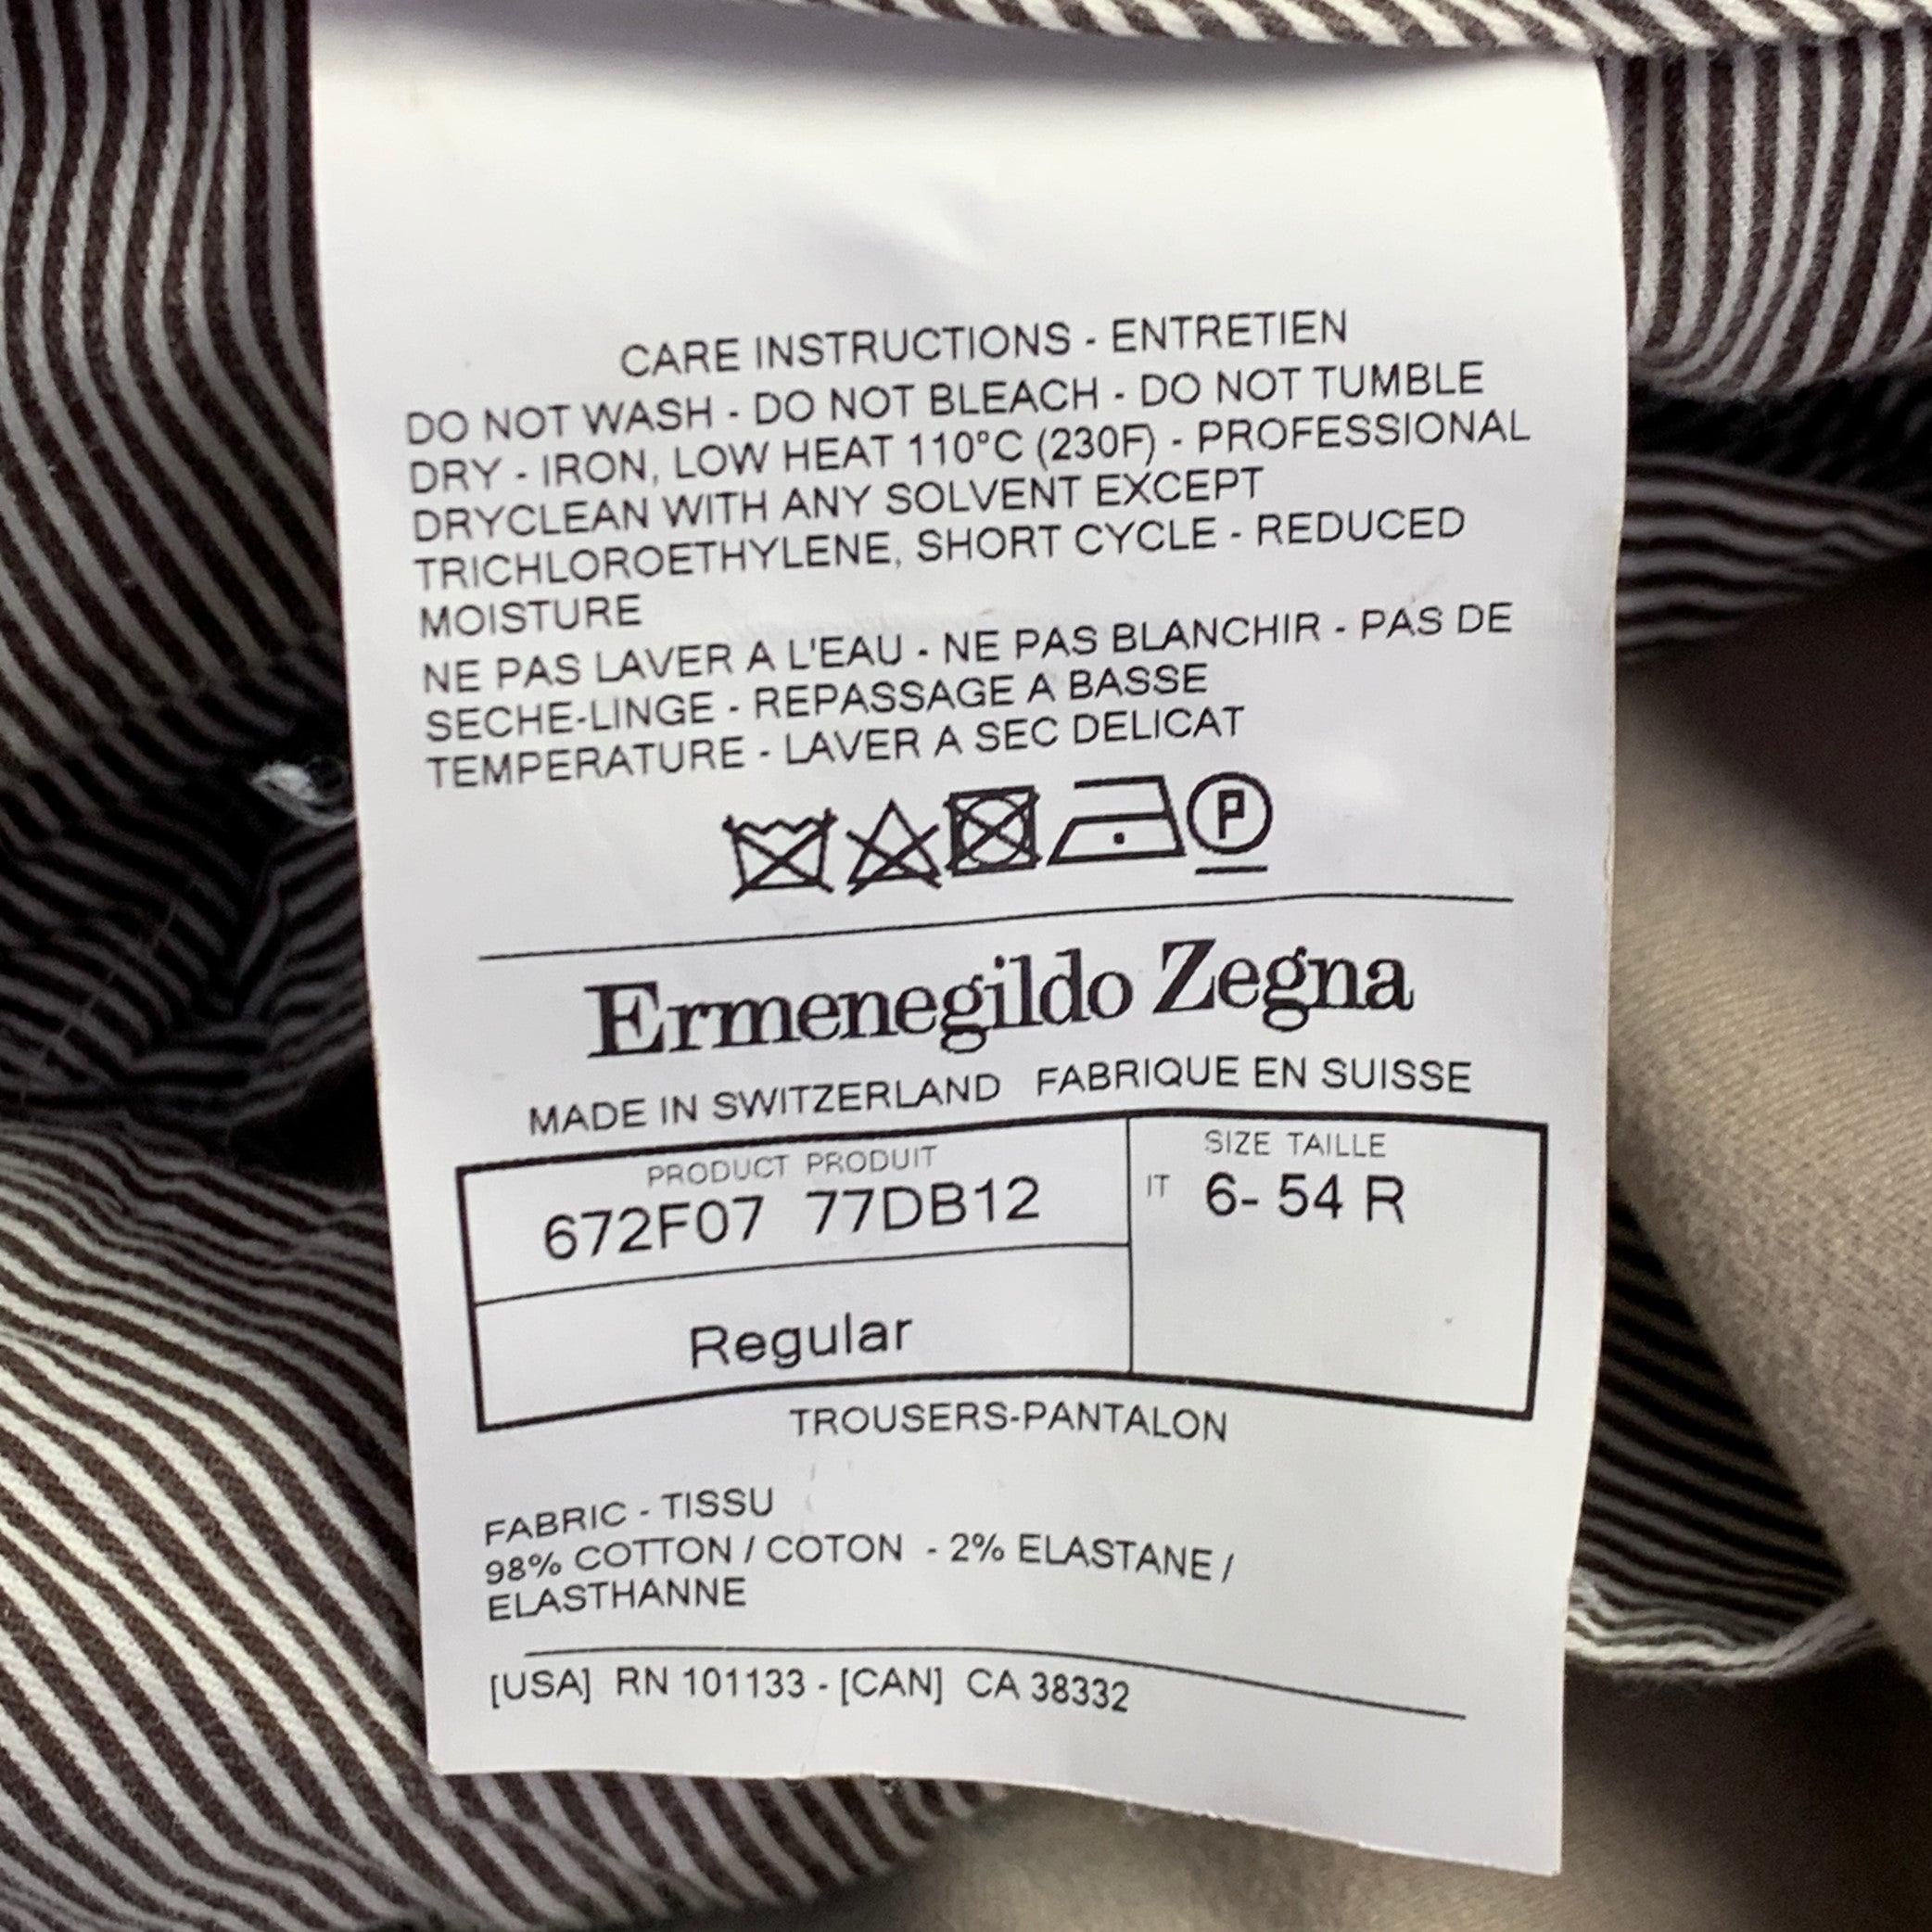 CARE INSTRUCTIONS - ENTRETIEN
DO NOT WASH - DO NOT BLEACH - DO NOT TUMBLE
DRY - IRON, LOW HEAT 110°C (230F) - PROFESSIONAL
DRYCLEAN WITH ANY SOLVENT EXCEPT
TRICHLOROETHYLENE, SHORT CYCLE - REDUCED
MOISTURE
NE PAS LAVER A L'EAU - NE PAS BLANCHIR - PAS DE
SECHE-LINGE - REPASSAGE A BASSE
TEMPERATURE - LAVER A SEC DELICAT
P
Ermenegildo Zegna
MADE IN SWITZERLAND FABRIQUE EN SUISSE
PRODUCT PRODUIT
672F07 77DB12
Regular
SIZE TAILLE
IT 6- 54 R
TROUSERS-PANTALON
FABRIC - TISSU
98% COTTON / COTON - 2% ELASTANE /
ELASTHANNE
[USA] RN 101133 - [CAN] CA 38332